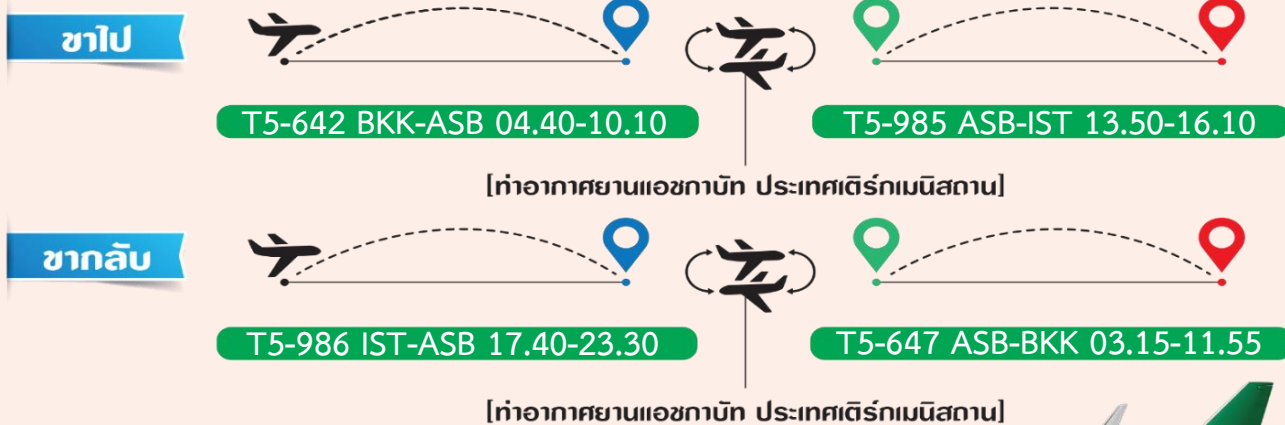 ขาไป
T5-642 BKK-ASB 04.40-10.10
T5-985 ASB-IST 13.50-16.10
[ท่าอากาศยานแอชกาบัท ประเทศเติร์กเมนิสถาน]
ขากลับ
T5-986 IST-ASB 17.40-23.30
T5-647 ASB-BKK 03.15-11.55
[ท่าอากาศยานแอชกาบัท ประเทศเติร์กเมนิสถาน]